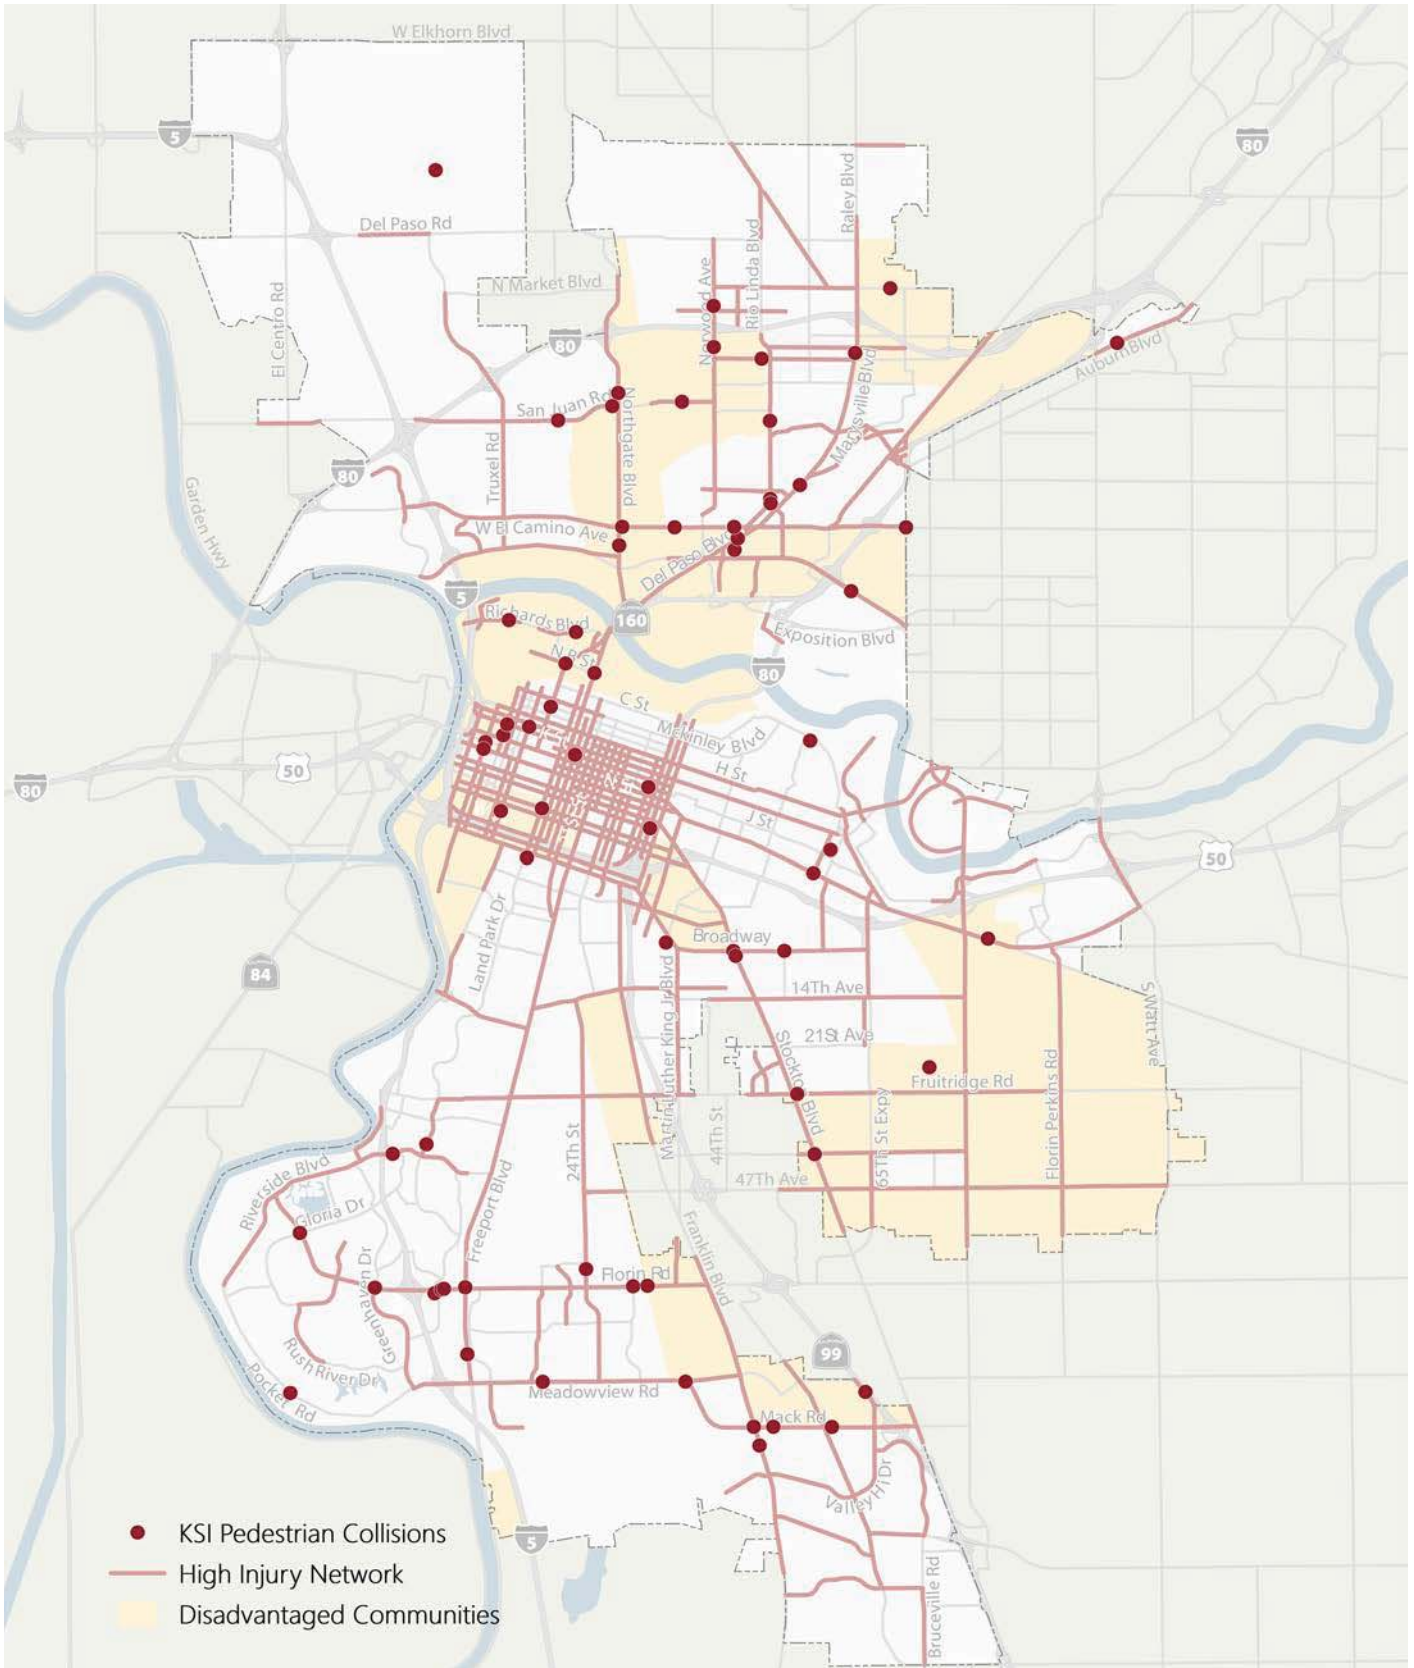 W Elkhorn Blvd
5
80
Raley Blvd
Del Paso Rd
Rio Linda Blvd
N Market Blvd
Norwood Ave
El Centro Rd
80
Auburn Blvd
Marysville Blvd
San Juan Rd
Northgate Blvd
Truxel Rd
80
Garden Hwy
W El Camino Ave
Del Paso Blvd
5
Richards Blvd
160
Exposition Blvd
N B St
80
C St
Mckinley Blvd
50
H St
80
J St
50
Land Park Dr
Broadway
84
14Th Ave
S Watt Ave
21St Ave
Martin Luther King Jr Blvd
Stockton Blvd
Fruitridge Rd
Florin Perkins Rd
44Th St
65Th St Expy
24Th St
47Th Ave
Riverside Blvd
Gloria Dr
Freeport Blvd
Franklin Blvd
Florin Rd
Greenhaven Dr
99
Rush River Dr
Pocket Rd
Meadowview Rd
Mack Rd
Valley Hi Dr
5
Bruceville Rd
KSI Pedestrian Collisions
High Injury Network
Disadvantaged Communities